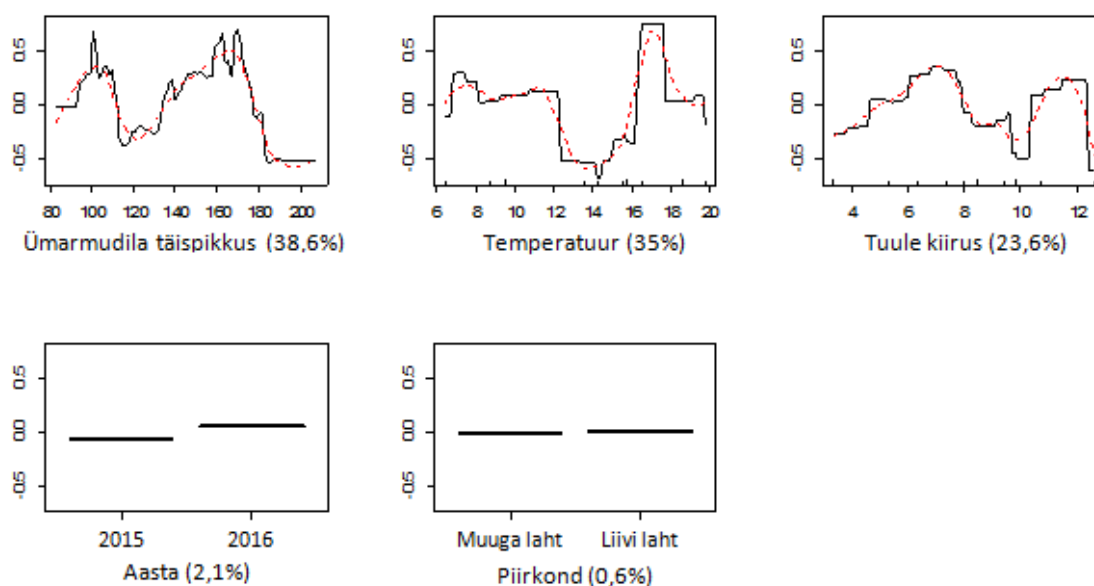 0.5
0.0
-0.5
80 100 120 140 160 180 200
Ümarmudila täispikkus (38,6%)
0.5
0.0
-0.5
6 8 10 12 14 16 18 20
Temperatuur (35%)
0.5
0.0
-0.5
4 6 8 10 12
Tuule kiirus (23,6%)
0.5
0.0
-0.5
2015 2016
Aasta (2,1%)
0.5
0.0
-0.5
Muuga laht Liivi laht
Piirkond (0,6%)